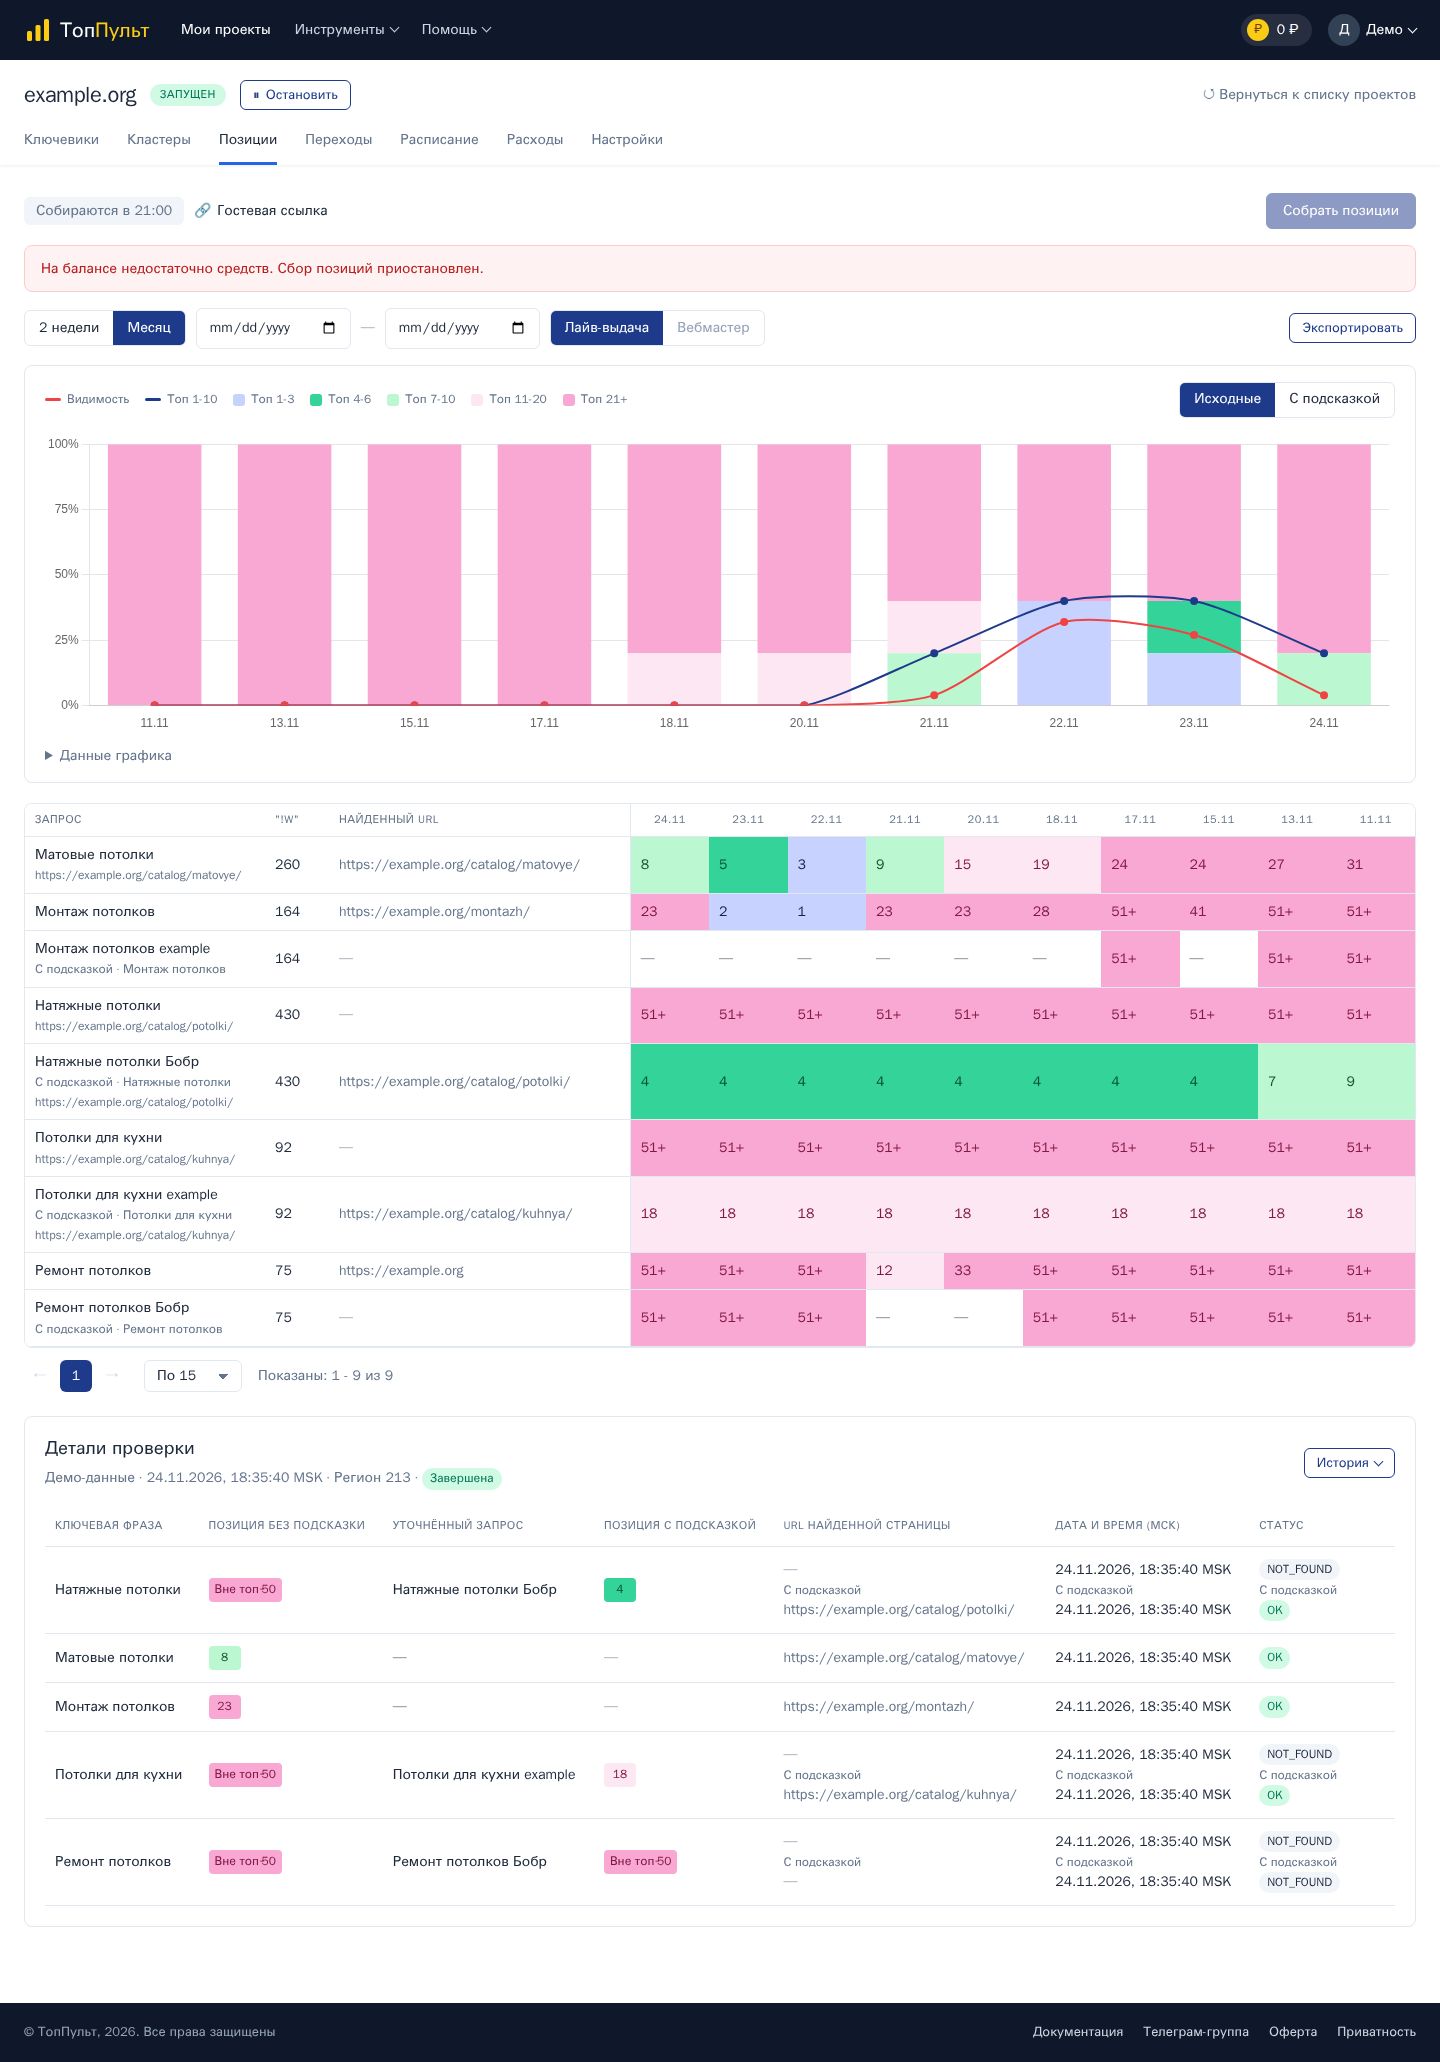 ТопПульт Мои проекты Инструменты Помощь ₽ 0 ₽ Д Демо
example.org ЗАПУЩЕН Остановить Вернуться к списку проектов
Ключевики Кластеры Позиции Переходы Расписание Расходы Настройки
Собираются в 21:00 Гостевая ссылка Собрать позиции
На балансе недостаточно средств. Сбор позиций приостановлен.
2 недели Месяц mm/dd/yyyy — mm/dd/yyyy Лайв-выдача Вебмастер Экспортировать
Видимость Топ 1-10 Топ 1-3 Топ 4-6 Топ 7-10 Топ 11-20 Топ 21+ Исходные С подсказкой
100%
75%
50%
25%
0%
11.11 13.11 15.11 17.11 18.11 20.11 21.11 22.11 23.11 24.11
Данные графика
ЗАПРОС "!W" НАЙДЕННЫЙ URL 24.11 23.11 22.11 21.11 20.11 18.11 17.11 15.11 13.11 11.11
Матовые потолки
https://example.org/catalog/matovye/
260 https://example.org/catalog/matovye/ 8 5 3 9 15 19 24 24 27 31
Монтаж потолков 164 https://example.org/montazh/ 23 2 1 23 23 28 51+ 41 51+ 51+
Монтаж потолков example
С подсказкой · Монтаж потолков
164 — — — — — — — 51+ — 51+ 51+
Натяжные потолки
https://example.org/catalog/potolki/
430 — 51+ 51+ 51+ 51+ 51+ 51+ 51+ 51+ 51+ 51+
Натяжные потолки Бобр
С подсказкой · Натяжные потолки
https://example.org/catalog/potolki/
430 https://example.org/catalog/potolki/ 4 4 4 4 4 4 4 4 7 9
Потолки для кухни
https://example.org/catalog/kuhnya/
92 — 51+ 51+ 51+ 51+ 51+ 51+ 51+ 51+ 51+ 51+
Потолки для кухни example
С подсказкой · Потолки для кухни
https://example.org/catalog/kuhnya/
92 https://example.org/catalog/kuhnya/ 18 18 18 18 18 18 18 18 18 18
Ремонт потолков 75 https://example.org 51+ 51+ 51+ 12 33 51+ 51+ 51+ 51+ 51+
Ремонт потолков Бобр
С подсказкой · Ремонт потолков
75 — 51+ 51+ 51+ — — 51+ 51+ 51+ 51+ 51+
← 1 → По 15 Показаны: 1 - 9 из 9
Детали проверки
Демо-данные · 24.11.2026, 18:35:40 MSK · Регион 213 · Завершена История
КЛЮЧЕВАЯ ФРАЗА ПОЗИЦИЯ БЕЗ ПОДСКАЗКИ УТОЧНЁННЫЙ ЗАПРОС ПОЗИЦИЯ С ПОДСКАЗКОЙ URL НАЙДЕННОЙ СТРАНИЦЫ ДАТА И ВРЕМЯ (МСК) СТАТУС
— 24.11.2026, 18:35:40 MSK NOT_FOUND
Натяжные потолки Вне топ-50 Натяжные потолки Бобр 4 С подсказкой С подсказкой С подсказкой
https://example.org/catalog/potolki/ 24.11.2026, 18:35:40 MSK OK
Матовые потолки 8 — — https://example.org/catalog/matovye/ 24.11.2026, 18:35:40 MSK OK
Монтаж потолков 23 — — https://example.org/montazh/ 24.11.2026, 18:35:40 MSK OK
— 24.11.2026, 18:35:40 MSK NOT_FOUND
Потолки для кухни Вне топ-50 Потолки для кухни example 18 С подсказкой С подсказкой С подсказкой
https://example.org/catalog/kuhnya/ 24.11.2026, 18:35:40 MSK OK
— 24.11.2026, 18:35:40 MSK NOT_FOUND
Ремонт потолков Вне топ-50 Ремонт потолков Бобр Вне топ-50 С подсказкой С подсказкой С подсказкой
— 24.11.2026, 18:35:40 MSK NOT_FOUND
© ТопПульт, 2026. Все права защищены Документация Телеграм-группа Оферта Приватность